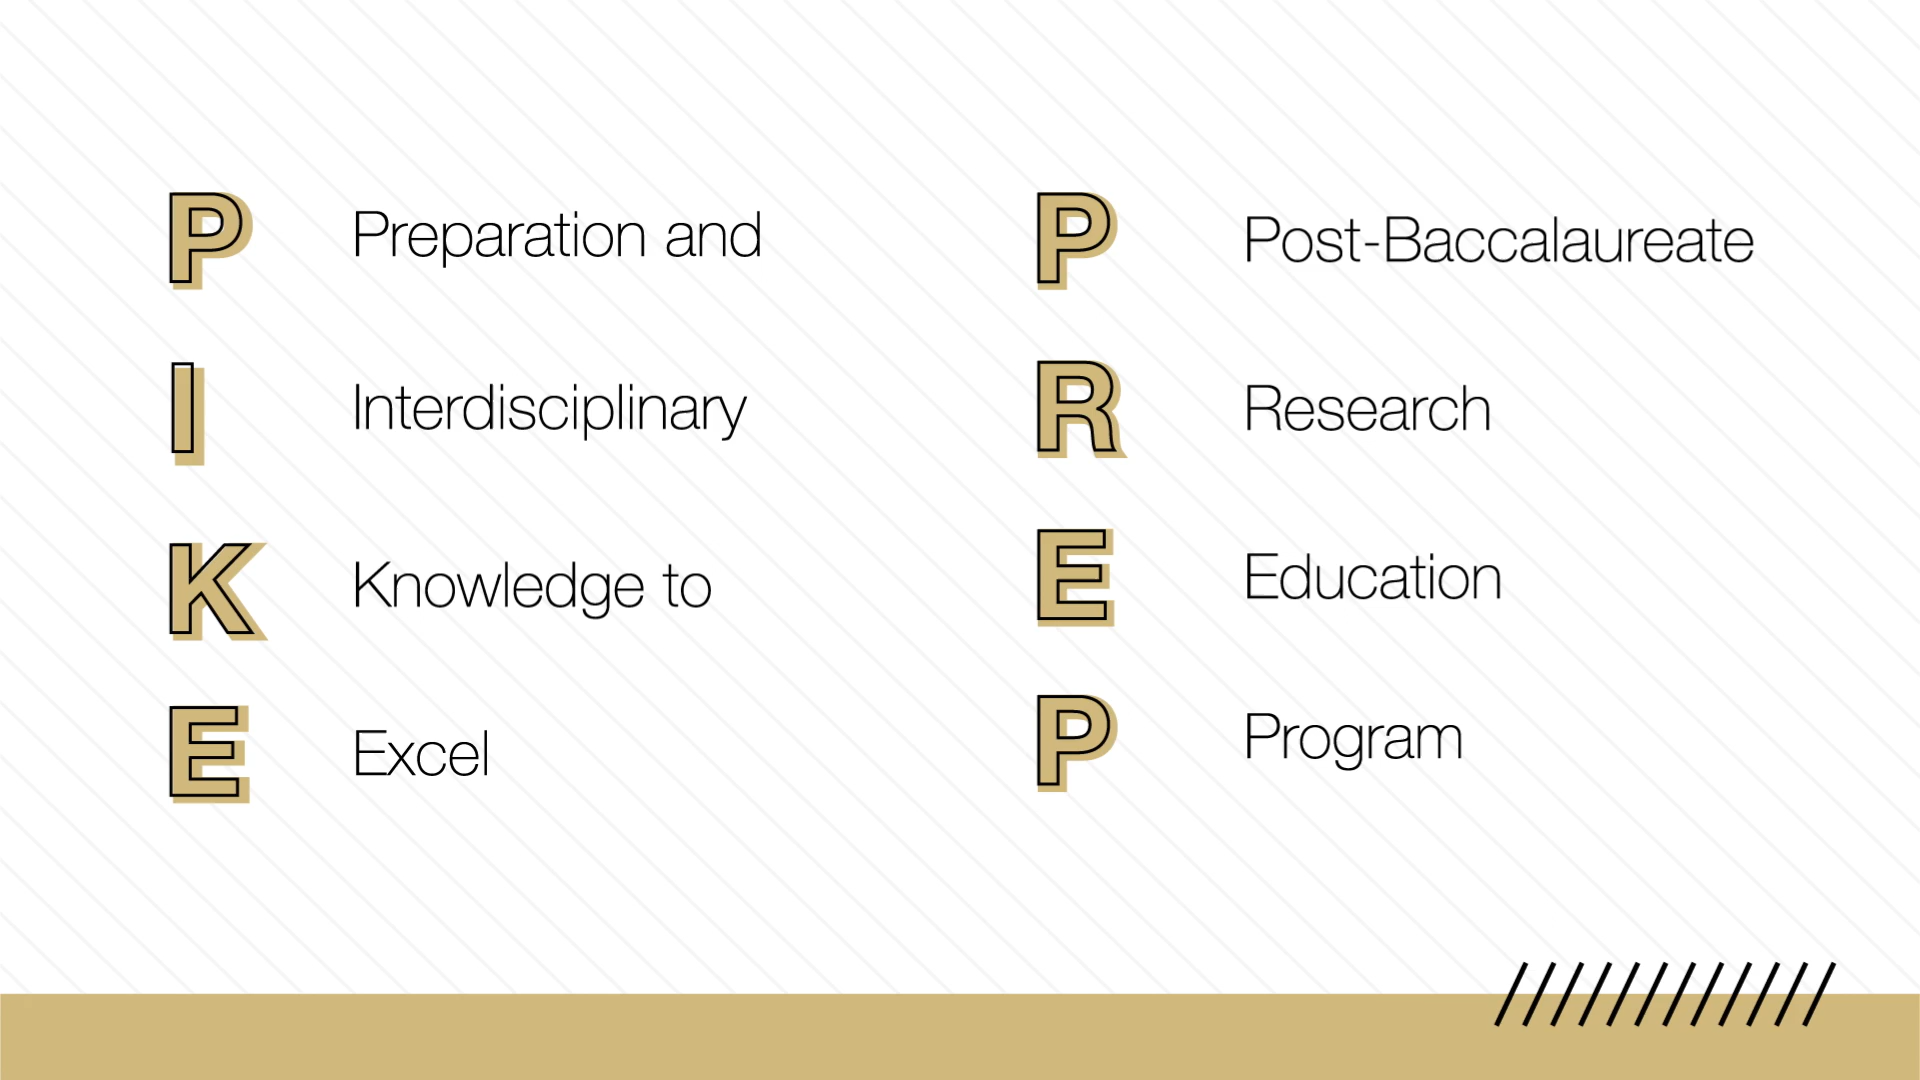 P Preparation and
I Interdisciplinary
K Knowledge to
E Excel
P Post-Baccalaureate
R Research
E Education
P Program